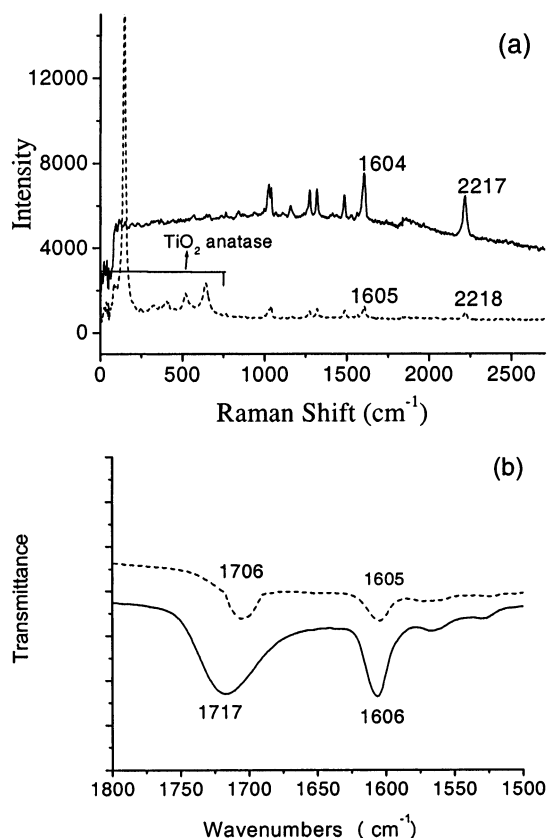 (a)
12000
8000
4000
0
Intensity
1604
2217
TiO2 anatase
1605
2218
0 500 1000 1500 2000 2500
Raman Shift (cm-1)
(b)
Transmittance
1706
1605
1717
1606
1800 1750 1700 1650 1600 1550 1500
Wavenumbers ( cm-1)